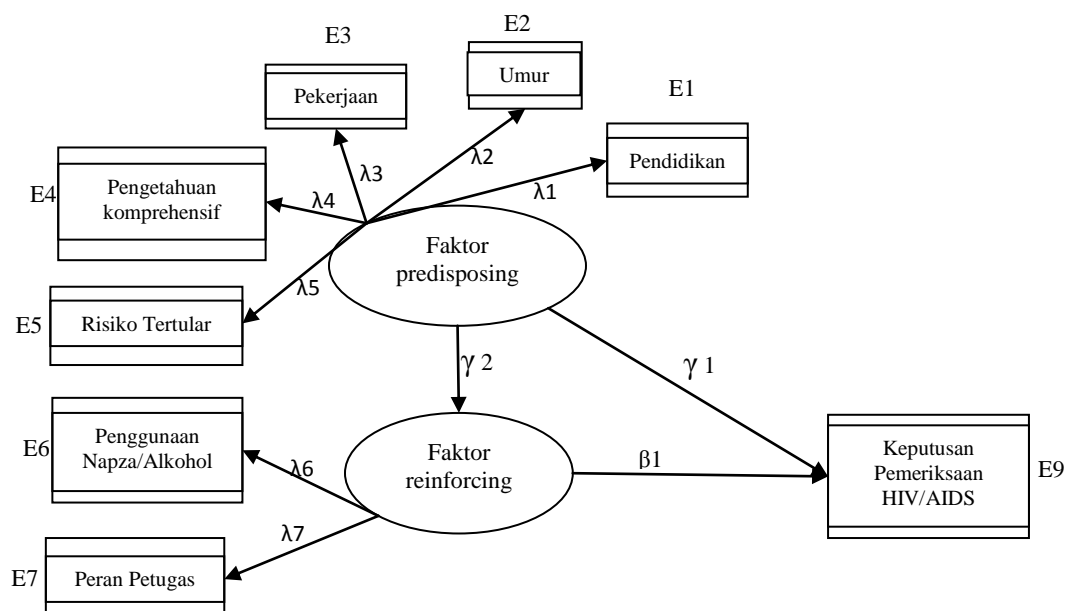 E2
E3
Umur
Pekerjaan
E1
λ2
Pendidikan
λ3
E4
Pengetahuan
komprehensif
λ4
λ1
Faktor
predisposing
λ5
E5
Risiko Tertular
γ 2
γ 1
E6
Penggunaan
Napza/Alkohol
λ6
Faktor
reinforcing
β1
Keputusan
Pemeriksaan
HIV/AIDS
E9
λ7
E7
Peran Petugas